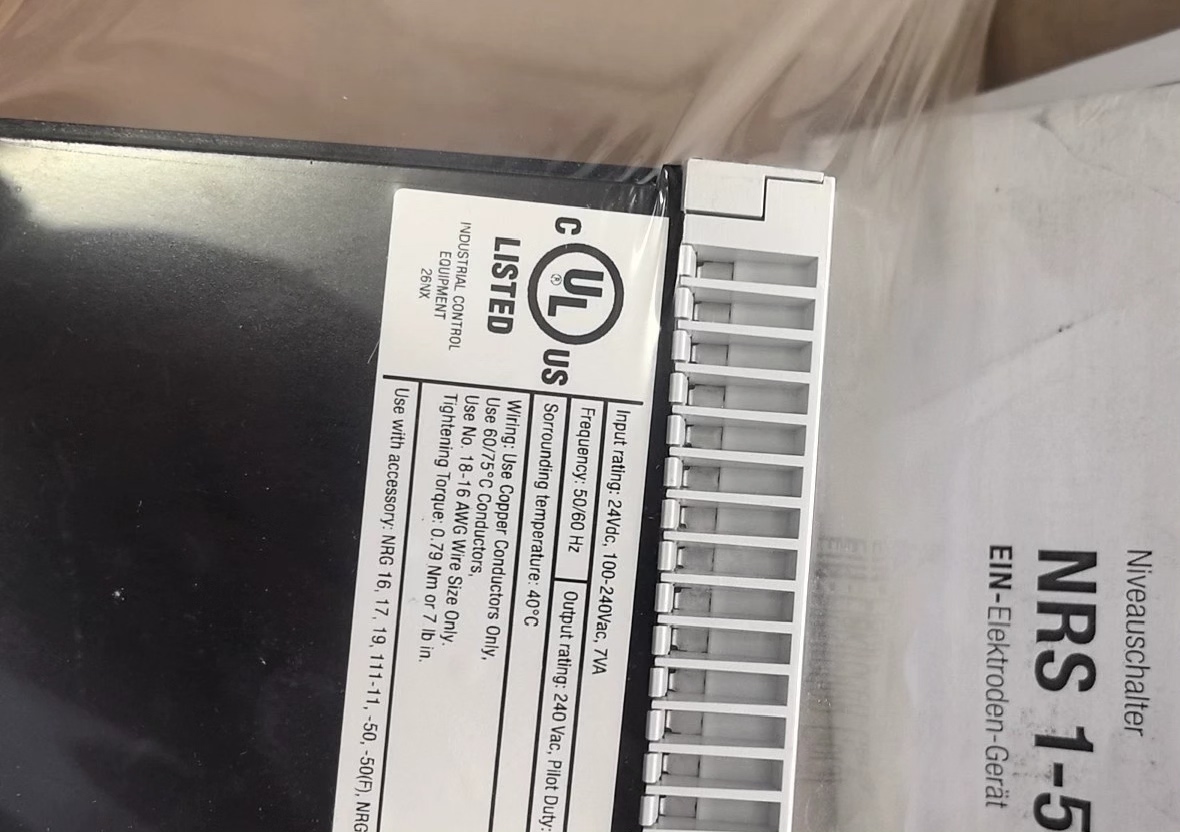 C UL ® US
LISTED
INDUSTRIAL CONTROL
EQUIPMENT
26NX
Input rating: 24Vdc, 100-240Vac, 7VA
Frequency: 50/60 Hz
Output rating: 240 Vac, Pilot Duty:
Sorrounding temperature: 40°C
Wiring: Use Copper Conductors Only,
Use 60/75°C Conductors,
Use No. 18-16 AWG Wire Size Only.
Tightening Torque: 0.79 Nm or 7 lb in.
Use with accessory: NRG 16, 17, 19, 111-11, -50, -50(F), NRG
Niveauschalter
NRS 1-5
EIN-Elektroden-Gerät